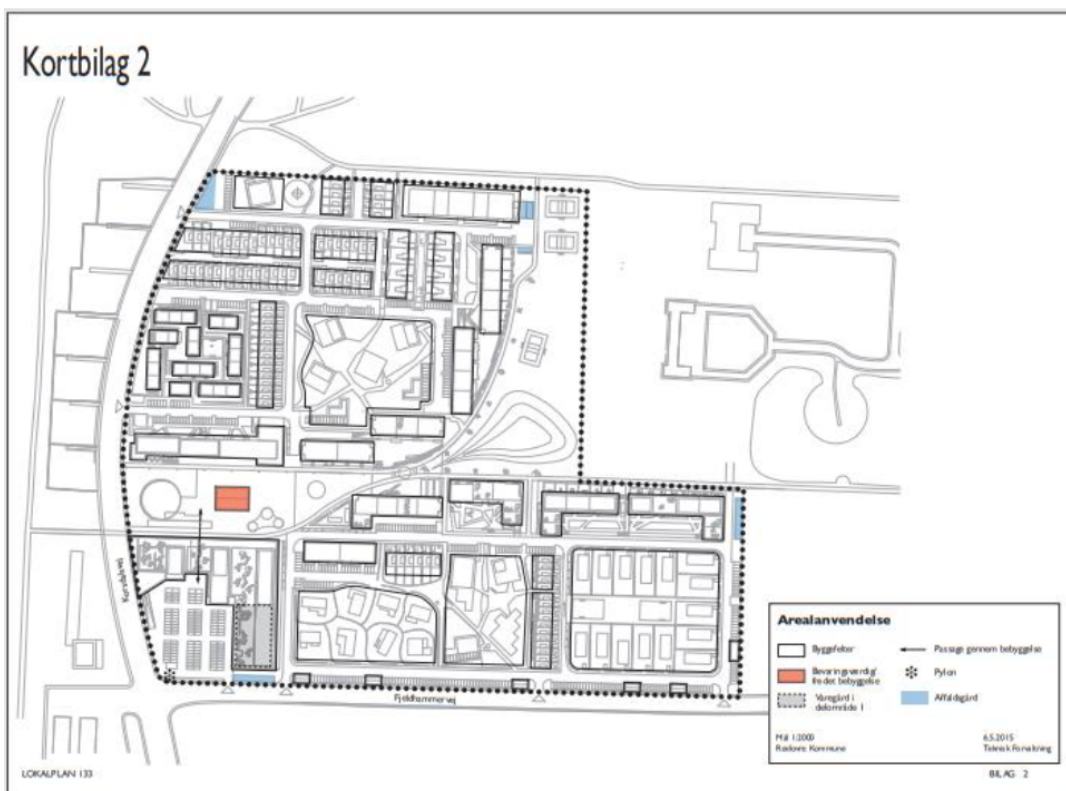 Kortbilag 2
Korsdalsvej
Fjeldhammervej
Arealanvendelse
Byggefelter
Bevaringsværdig/
fredet bebyggelse
Varegård i
delområde 1
Passage gennem bebyggelse
Pylon
Affaldsgård
Mål 1:2000
Rødovre Kommune
6.5.2015
Teknisk Forvaltning
LOKALPLAN 133
BILAG 2